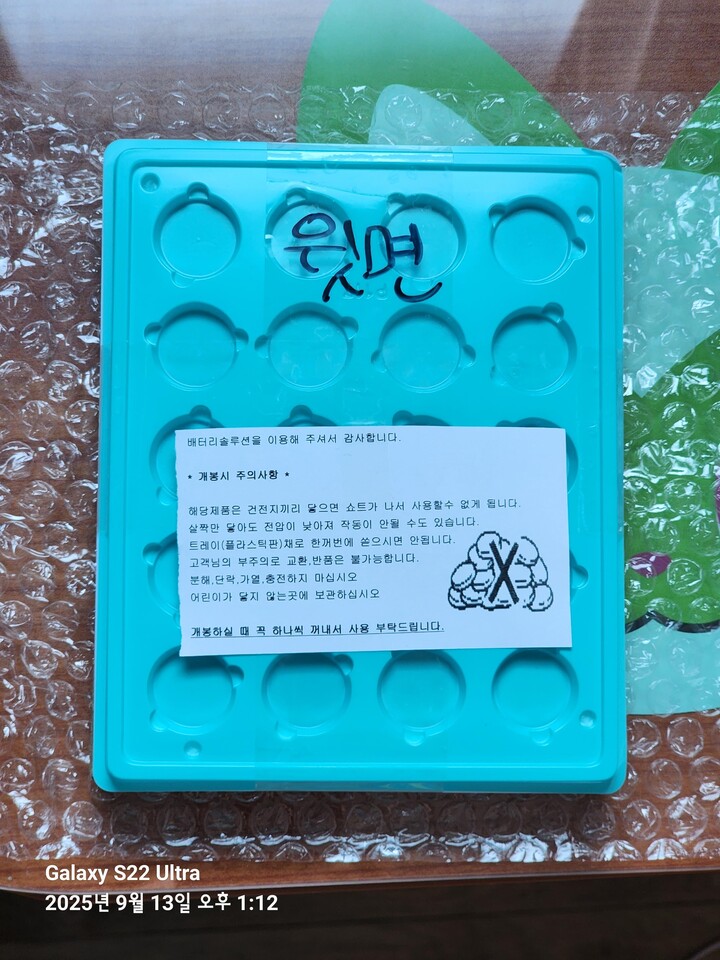 윗면
배터리솔루션을 이용해 주셔서 감사합니다.
* 개봉시 주의사항 *
해당제품은 건전지끼리 닿으면 쇼트가 나서 사용할수 없게 됩니다.
살짝만 닿아도 전압이 낮아져 작동이 안될 수도 있습니다.
트레이(플라스틱판)채로 한꺼번에 쏟으시면 안됩니다.
고객님의 부주의로 교환,반품은 불가능합니다.
분해,단락,가열,충전하지 마십시오
어린이가 닿지 않는곳에 보관하십시오
개봉하실 때 꼭 하나씩 꺼내서 사용 부탁드립니다.
Galaxy S22 Ultra
2025년 9월 13일 오후 1:12